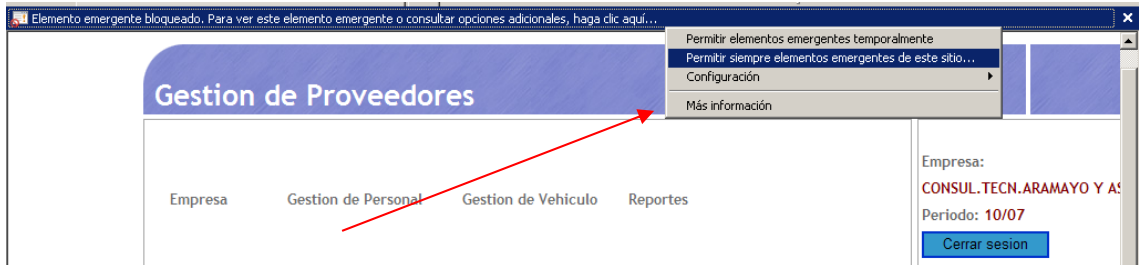 Elemento emergente bloqueado. Para ver este elemento emergente o consultar opciones adicionales, haga clic aquí...
Permitir elementos emergentes temporalmente
Permitir siempre elementos emergentes de este sitio...
Configuración
Más información
Gestion de Proveedores
Empresa
Gestion de Personal
Gestion de Vehiculo
Reportes
Empresa:
CONSUL.TECN.ARAMAYO Y AS
Periodo: 10/07
Cerrar sesion